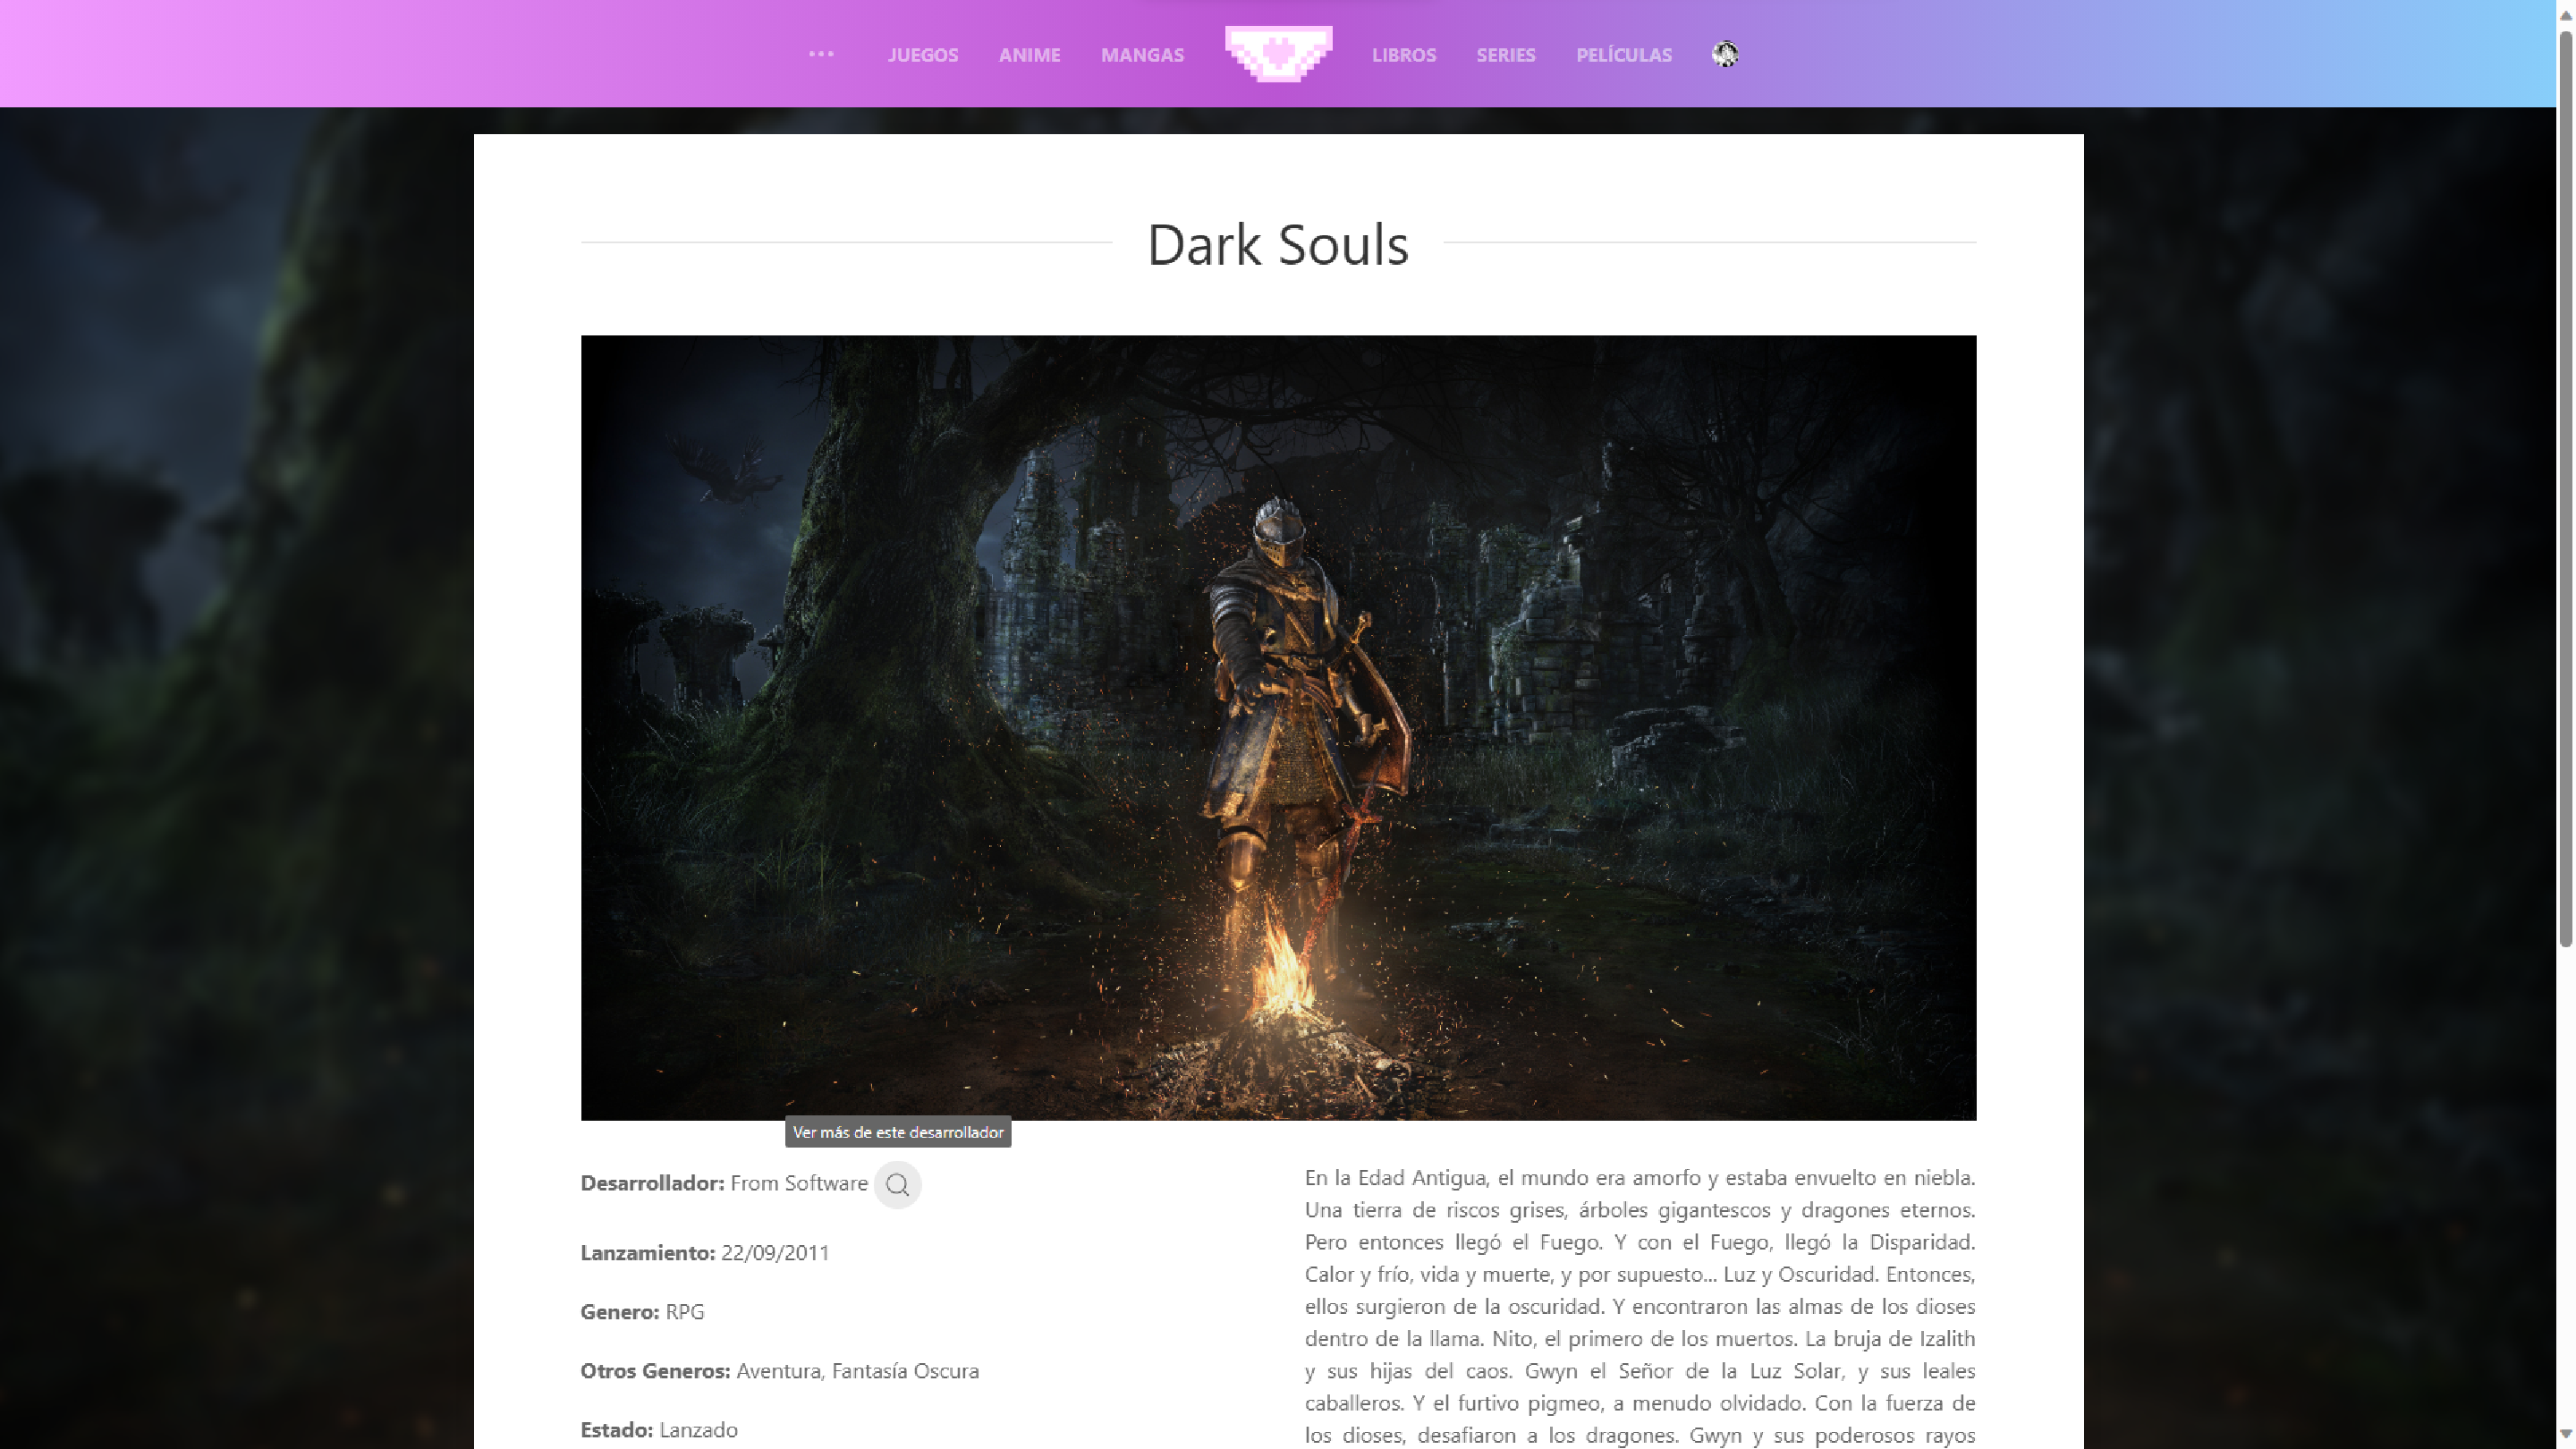 JUEGOS ANIME MANGAS LIBROS SERIES PELÍCULAS
Dark Souls
Ver más de este desarrollador
Desarrollador: From Software
Lanzamiento: 22/09/2011
Genero: RPG
Otros Generos: Aventura, Fantasía Oscura
Estado: Lanzado
En la Edad Antigua, el mundo era amorfo y estaba envuelto en niebla.
Una tierra de riscos grises, árboles gigantescos y dragones eternos.
Pero entonces llegó el Fuego. Y con el Fuego, llegó la Disparidad.
Calor y frío, vida y muerte, y por supuesto... Luz y Oscuridad. Entonces,
ellos surgieron de la oscuridad. Y encontraron las almas de los dioses
dentro de la llama. Nito, el primero de los muertos. La bruja de Izalith
y sus hijas del caos. Gwyn el Señor de la Luz Solar, y sus leales
caballeros. Y el furtivo pigmeo, a menudo olvidado. Con la fuerza de
los dioses, desafiaron a los dragones. Gwyn y sus poderosos rayos